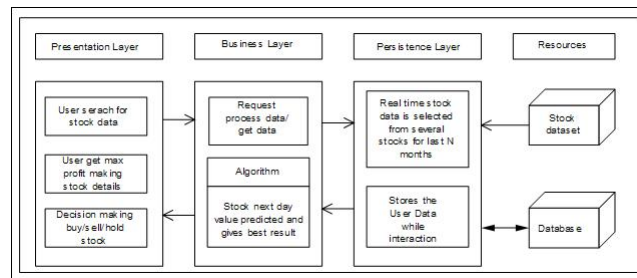 Presentation Layer
Business Layer
Persistence Layer
Resources
User serach for
stock data
User get max
profit making
stock details
Decision making
buy/sell/hold
stock
Request
process data/
get data
Algorithm
Stock next day
value predicted and
gives best result
Real time stock
data is selected
from several
stocks for last N
months
Stores the
User Data
while
interaction
Stock
dataset
Database